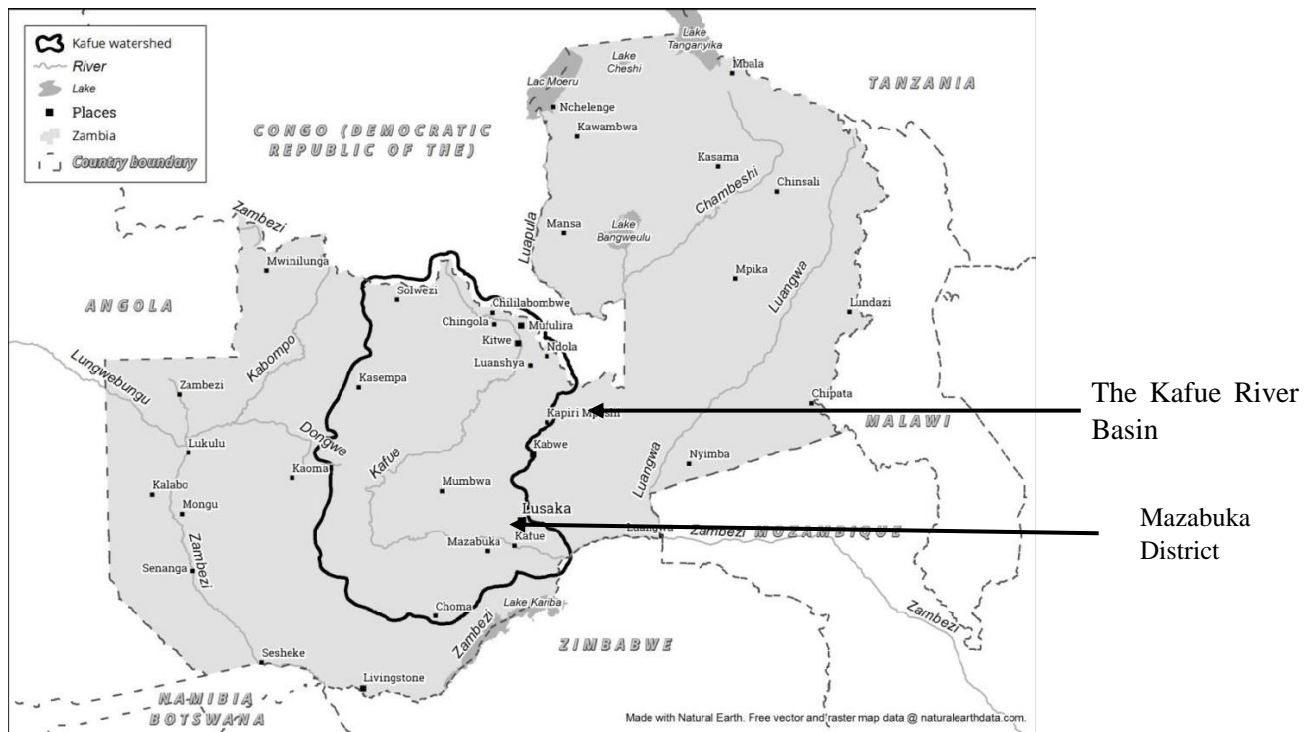 Kafue watershed
River
Lake
Places
Zambia
Country boundary
Lake
Tanganyika
Lake
Cheshi
Mbala
Lac Moeru
TANZANIA
Nchelenge
Kawambwa
CONGO (DEMOCRATIC
REPUBLIC OF THE)
Kasama
Chambeshi
Chinsali
Zambezi
Luapula
Mansa
Lake
Bangweulu
Mwinilunga
Mpika
Luangwa
ANGOLA
Solwezi
Chililabombwe
Lundazi
Chingola
Mufulira
Kitwe
Ndola
Luanshya
Lungwebungu
Kabompo
Zambezi
Kasempa
Chipata
The Kafue River
Basin
Kapiri Mposhi
MALAWI
Dongwe
Lukulu
Kafue
Kabwe
Kaoma
Luangwa
Nyimba
Kalabo
Mumbwa
Mongu
Lusaka
Mazabuka
District
Zambezi
Mazabuka
Kafue
Luangwa
Zambezi
MOZAMBIQUE
Senanga
Choma
Lake Kariba
Zambezi
Zambezi
ZIMBABWE
Sesheke
Livingstone
NAMIBIA
BOTSWANA
Made with Natural Earth. Free vector and raster map data @ naturalearthdata.com.